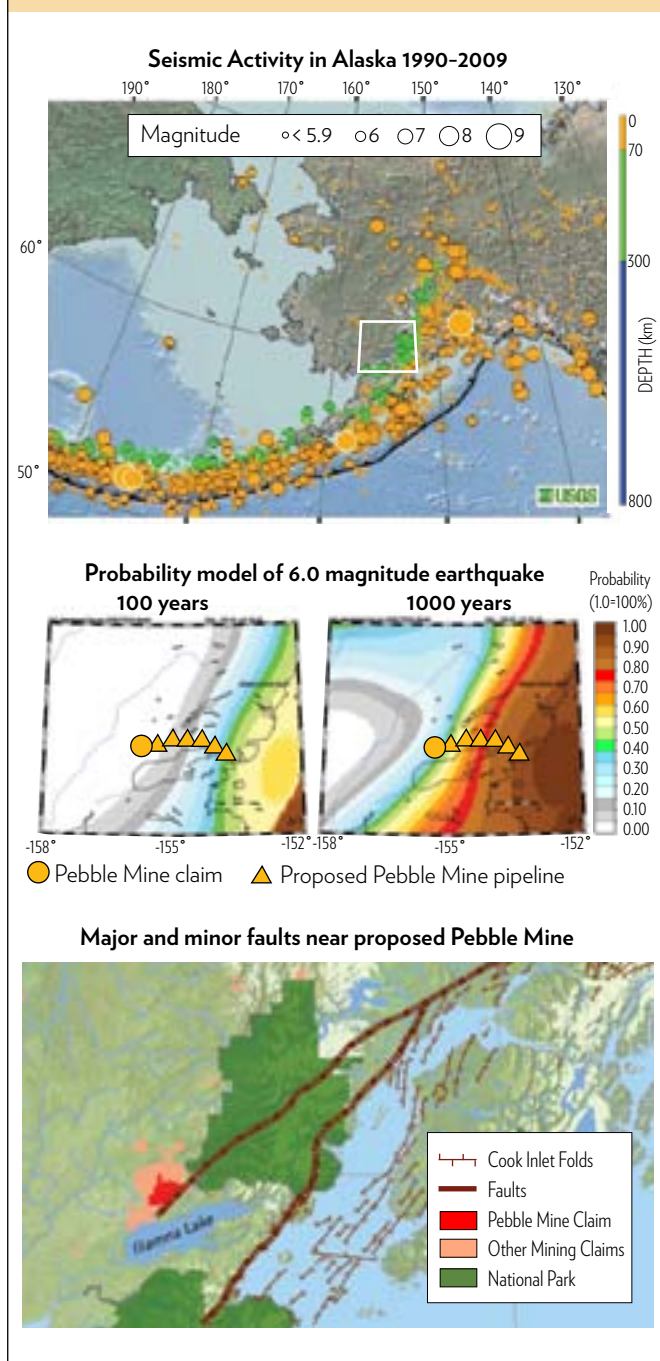 Seismic Activity in Alaska 1990–2009
190° 180° 170° 160° 150° 140° 130°
Magnitude < 5.9 6 7 8 9
0
70
60°
300
DEPTH (km)
50°
USGS
800
Probability model of 6.0 magnitude earthquake
100 years 1000 years
Probability
(1.0=100%)
1.00
0.90
0.80
0.70
0.60
0.50
0.40
0.30
0.20
0.10
0.00
-158° -155° -152° -158° -155° -152°
Pebble Mine claim Proposed Pebble Mine pipeline
Major and minor faults near proposed Pebble Mine
Cook Inlet Folds
Faults
Pebble Mine Claim
Other Mining Claims
National Park
Iliamna Lake